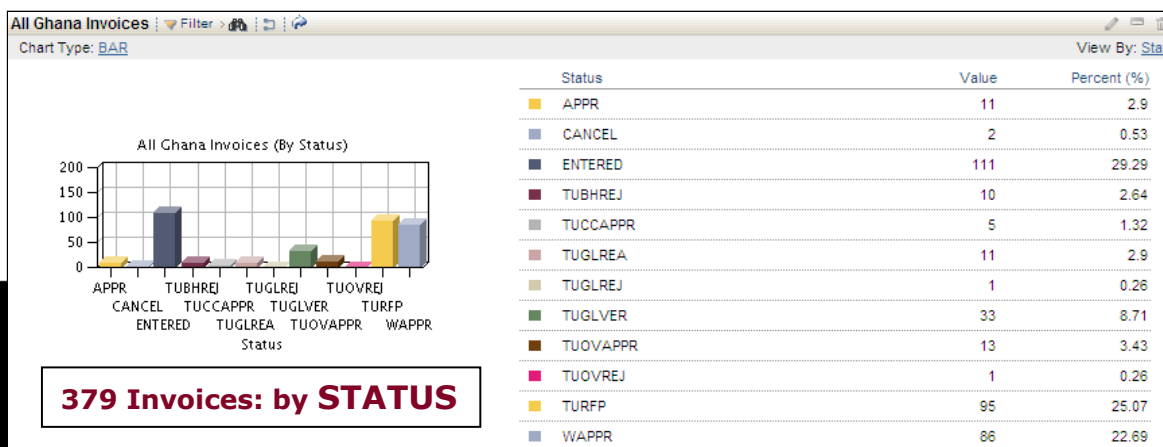 All Ghana Invoices Filter >
Chart Type: BAR View By: Sta
Status Value Percent (%)
APPR 11 2.9
CANCEL 2 0.53
ENTERED 111 29.29
TUBHREJ 10 2.64
TUCCAPPR 5 1.32
TUGLREA 11 2.9
TUGLREJ 1 0.26
TUGLVER 33 8.71
TUOVAPPR 13 3.43
TUOVREJ 1 0.26
TURFP 95 25.07
WAPPR 86 22.69
All Ghana Invoices (By Status)
200
150
100
50
0
APPR TUBHREJ TUGLREJ TUOVREJ
CANCEL TUCCAPPR TUGLVER TURFP
ENTERED TUGLREA TUOVAPPR WAPPR
Status
379 Invoices: by STATUS